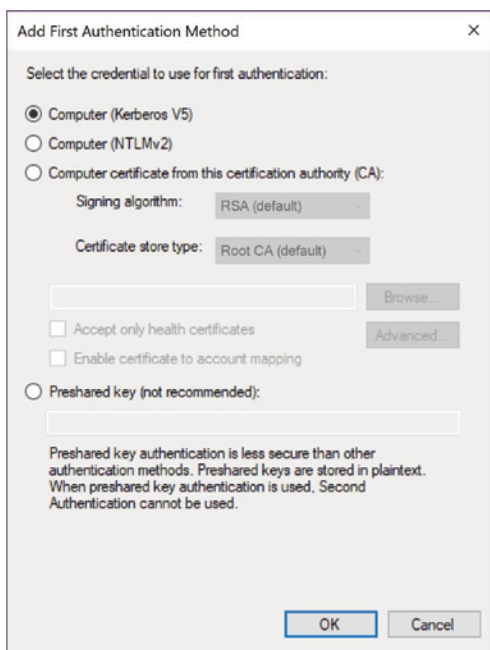 Add First Authentication Method
Select the credential to use for first authentication:
Computer (Kerberos V5)
Computer (NTLMv2)
Computer certificate from this certification authority (CA):
Signing algorithm: RSA (default)
Certificate store type: Root CA (default)
Browse...
Accept only health certificates Advanced...
Enable certificate to account mapping
Preshared key (not recommended):
Preshared key authentication is less secure than other
authentication methods. Preshared keys are stored in plaintext.
When preshared key authentication is used, Second
Authentication cannot be used.
OK Cancel